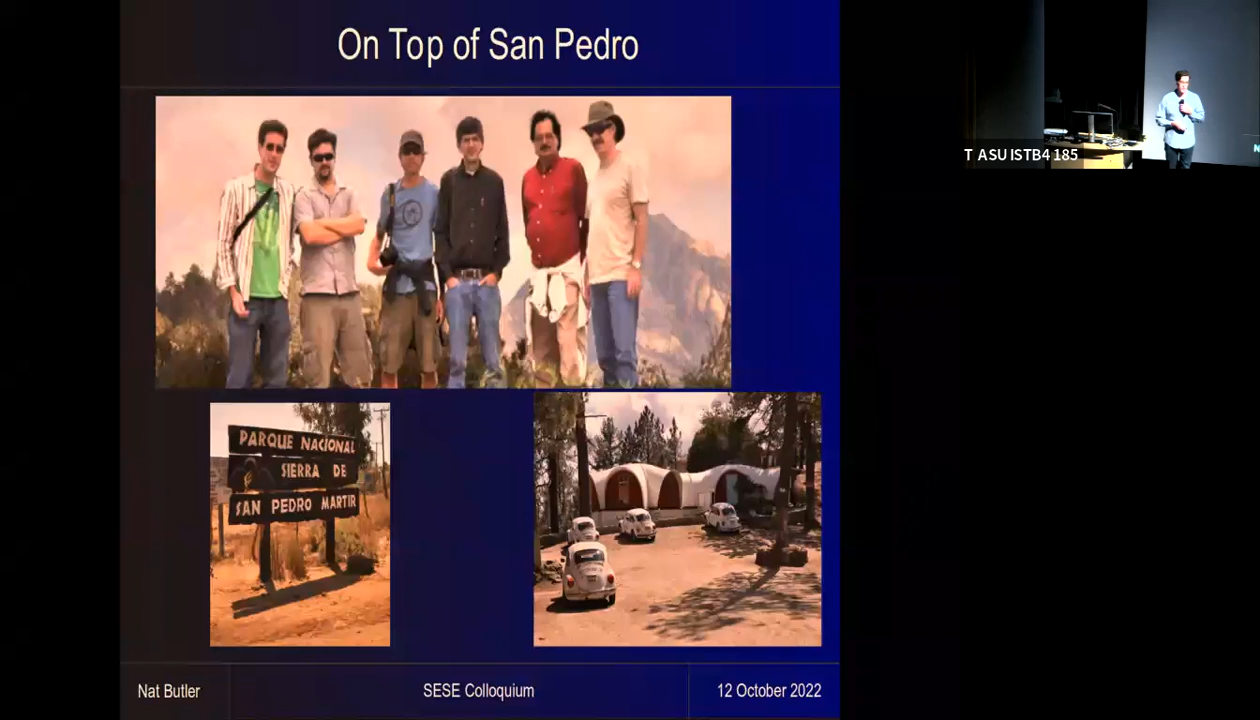 On Top of San Pedro
T ASU ISTB4 185
PARQUE NACIONAL
SIERRA DE
SAN PEDRO MARTIR
Nat Butler
SESE Colloquium
12 October 2022